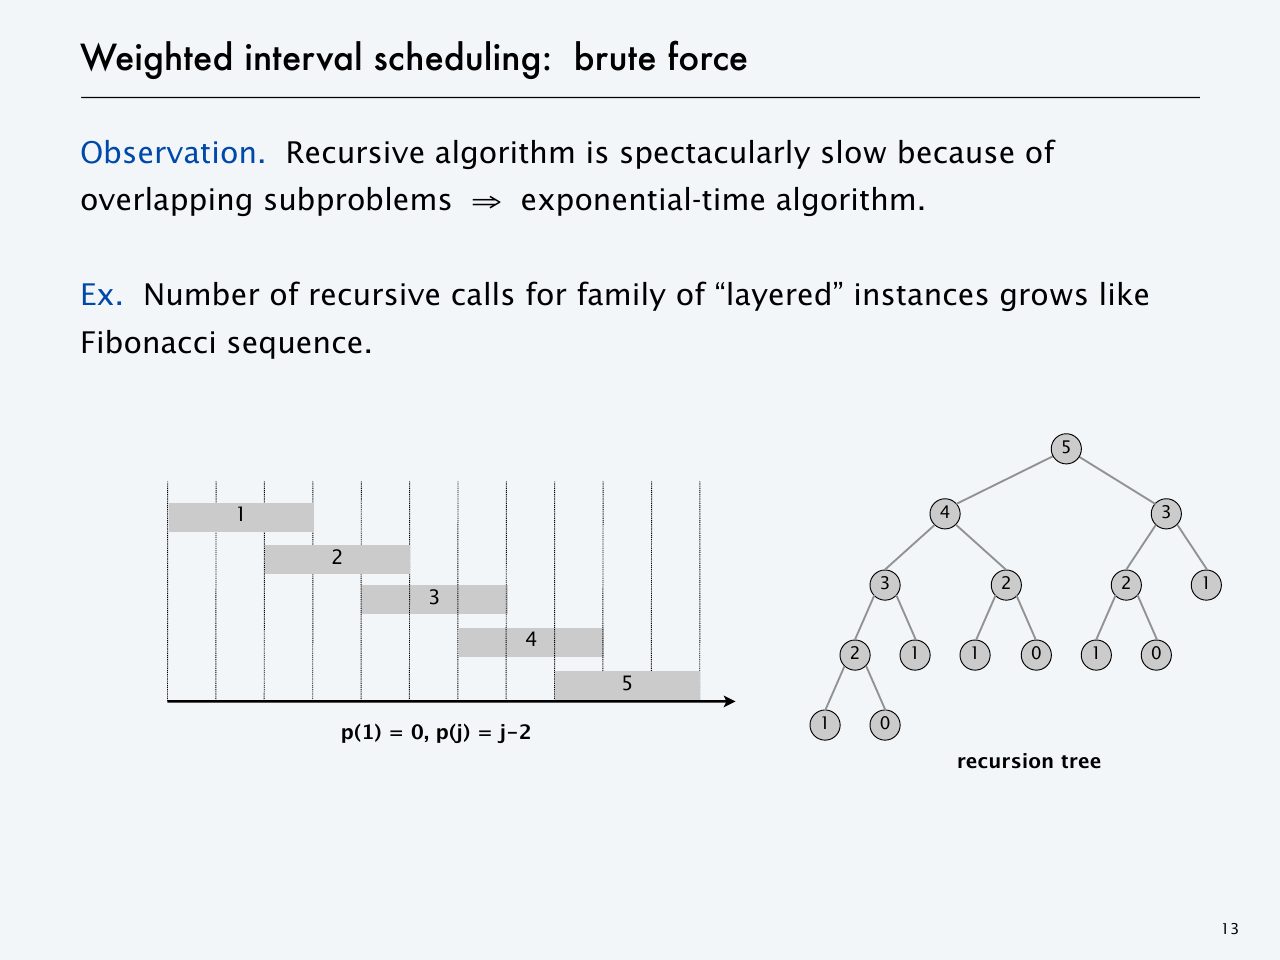 Weighted interval scheduling: brute force
Observation. Recursive algorithm is spectacularly slow because of
overlapping subproblems ⇒ exponential-time algorithm.
Ex. Number of recursive calls for family of “layered” instances grows like
Fibonacci sequence.
1
2
3
4
5
p(1) = 0, p(j) = j−2
5
4 3
3 2 2 1
2 1 1 0 1 0
1 0
recursion tree
13